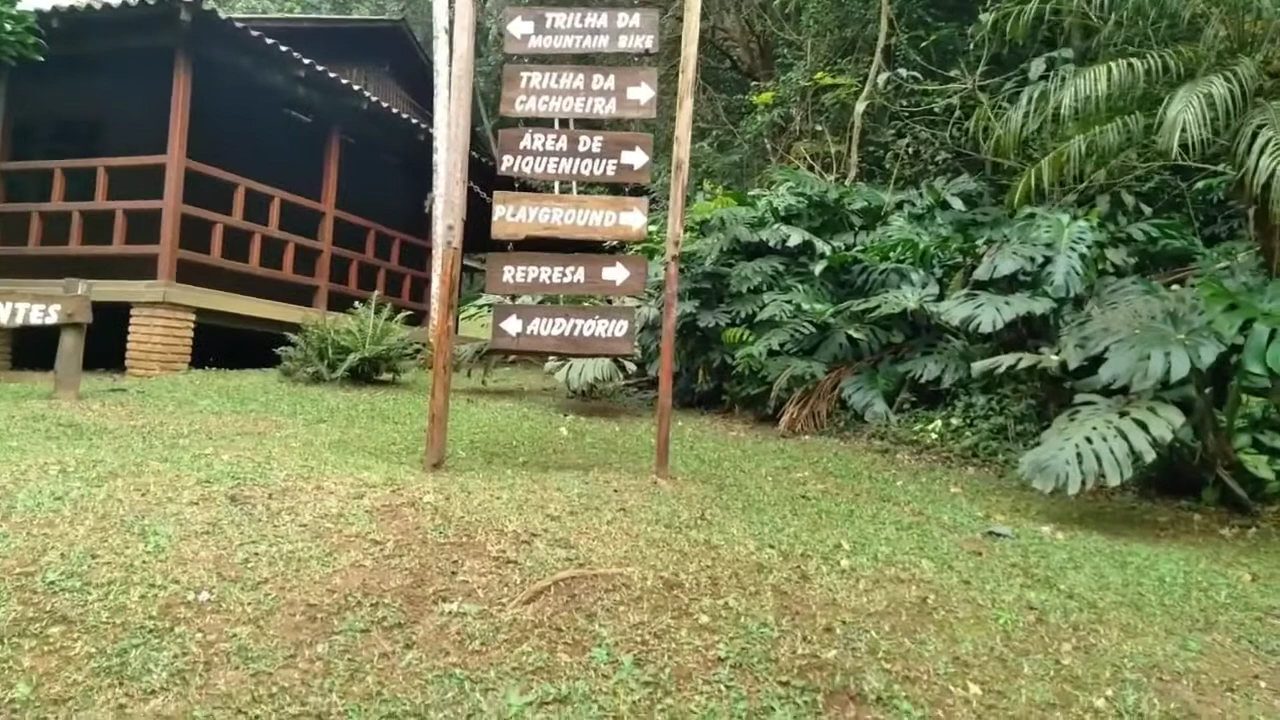 TRILHA DA
MOUNTAIN BIKE
TRILHA DA
CACHOEIRA
ÁREA DE
PIQUENIQUE
PLAYGROUND
REPRESA
AUDITÓRIO
NTES